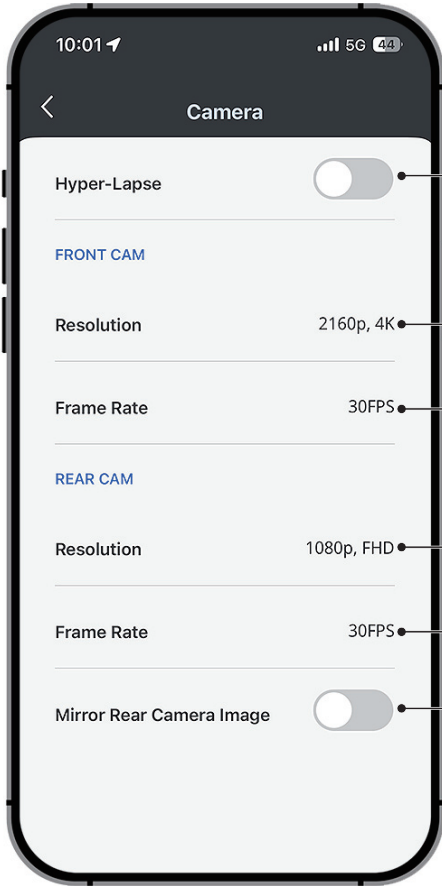 10:01 5G 44
Camera
Hyper-Lapse
FRONT CAM
Resolution 2160p, 4K
Frame Rate 30FPS
REAR CAM
Resolution 1080p, FHD
Frame Rate 30FPS
Mirror Rear Camera Image